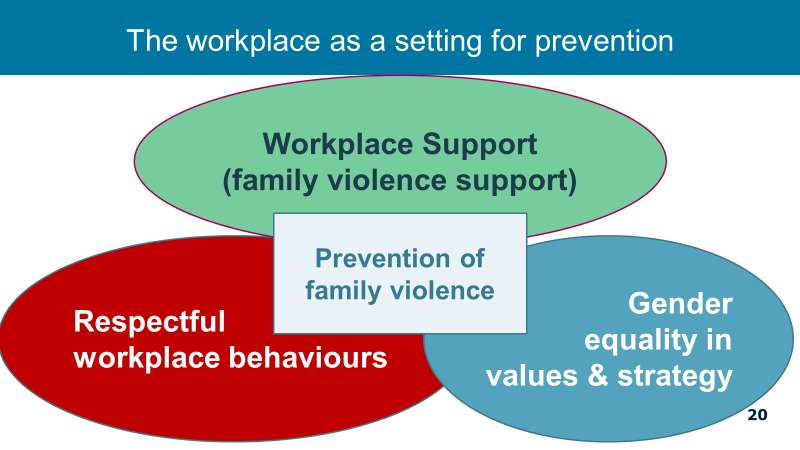 The workplace as a setting for prevention
Workplace Support
(family violence support)
Prevention of
family violence
Respectful
workplace behaviours
Gender
equality in
values & strategy
20